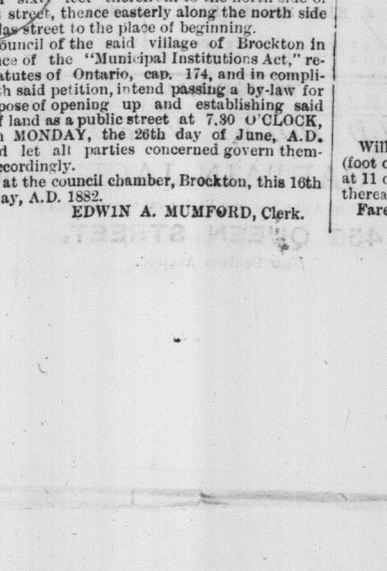 street, thence easterly along the north side
las street to the place of beginning.
ouncil of the said village of Brockton in
ce of the "Municipal Institutions Act," re-
atutes of Ontario, cap. 174, and in compli-
h said petition, intend passing a by-law for
pose of opening up and establishing said
f land as a public street at 7.30 O'CLOCK,
n MONDAY, the 26th day of June, A.D.
d let all parties concerned govern them-
ccordingly.
at the council chamber, Brockton, this 16th
ay, A.D. 1882.
EDWIN A. MUMFORD, Clerk.
Will
(foot o
at 11 o
therea
Fare
QUEEN STREET.